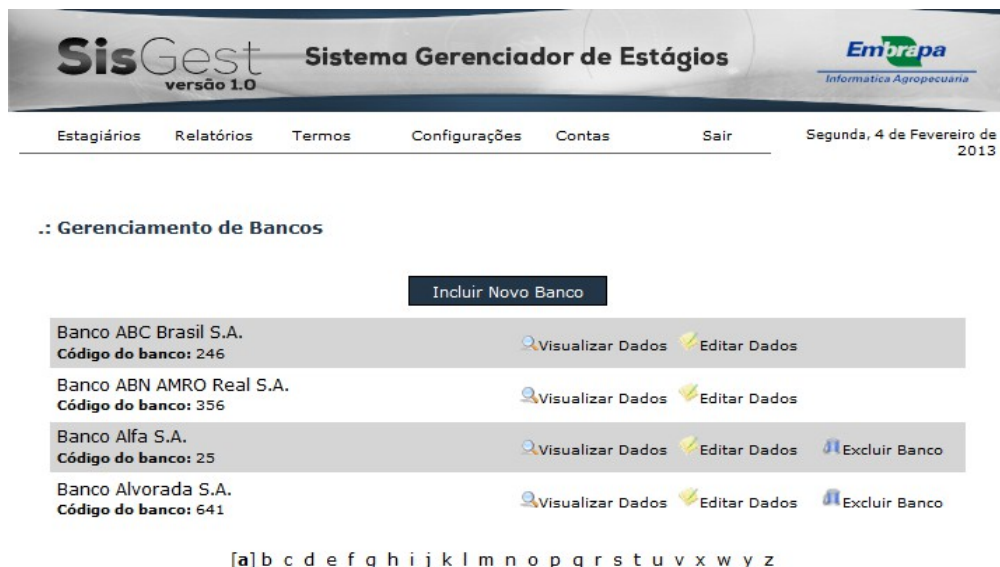 SisGest
versão 1.0
Sistema Gerenciador de Estágios
Embrapa
Informatica Agropecuaria
Estagiários Relatórios Termos Configurações Contas Sair
Segunda, 4 de Fevereiro de
2013
.: Gerenciamento de Bancos
Incluir Novo Banco
Banco ABC Brasil S.A.
Código do banco: 246
Visualizar Dados Editar Dados
Banco ABN AMRO Real S.A.
Código do banco: 356
Visualizar Dados Editar Dados
Banco Alfa S.A.
Código do banco: 25
Visualizar Dados Editar Dados Excluir Banco
Banco Alvorada S.A.
Código do banco: 641
Visualizar Dados Editar Dados Excluir Banco
[a] b c d e f g h i j k l m n o p q r s t u v x w y z